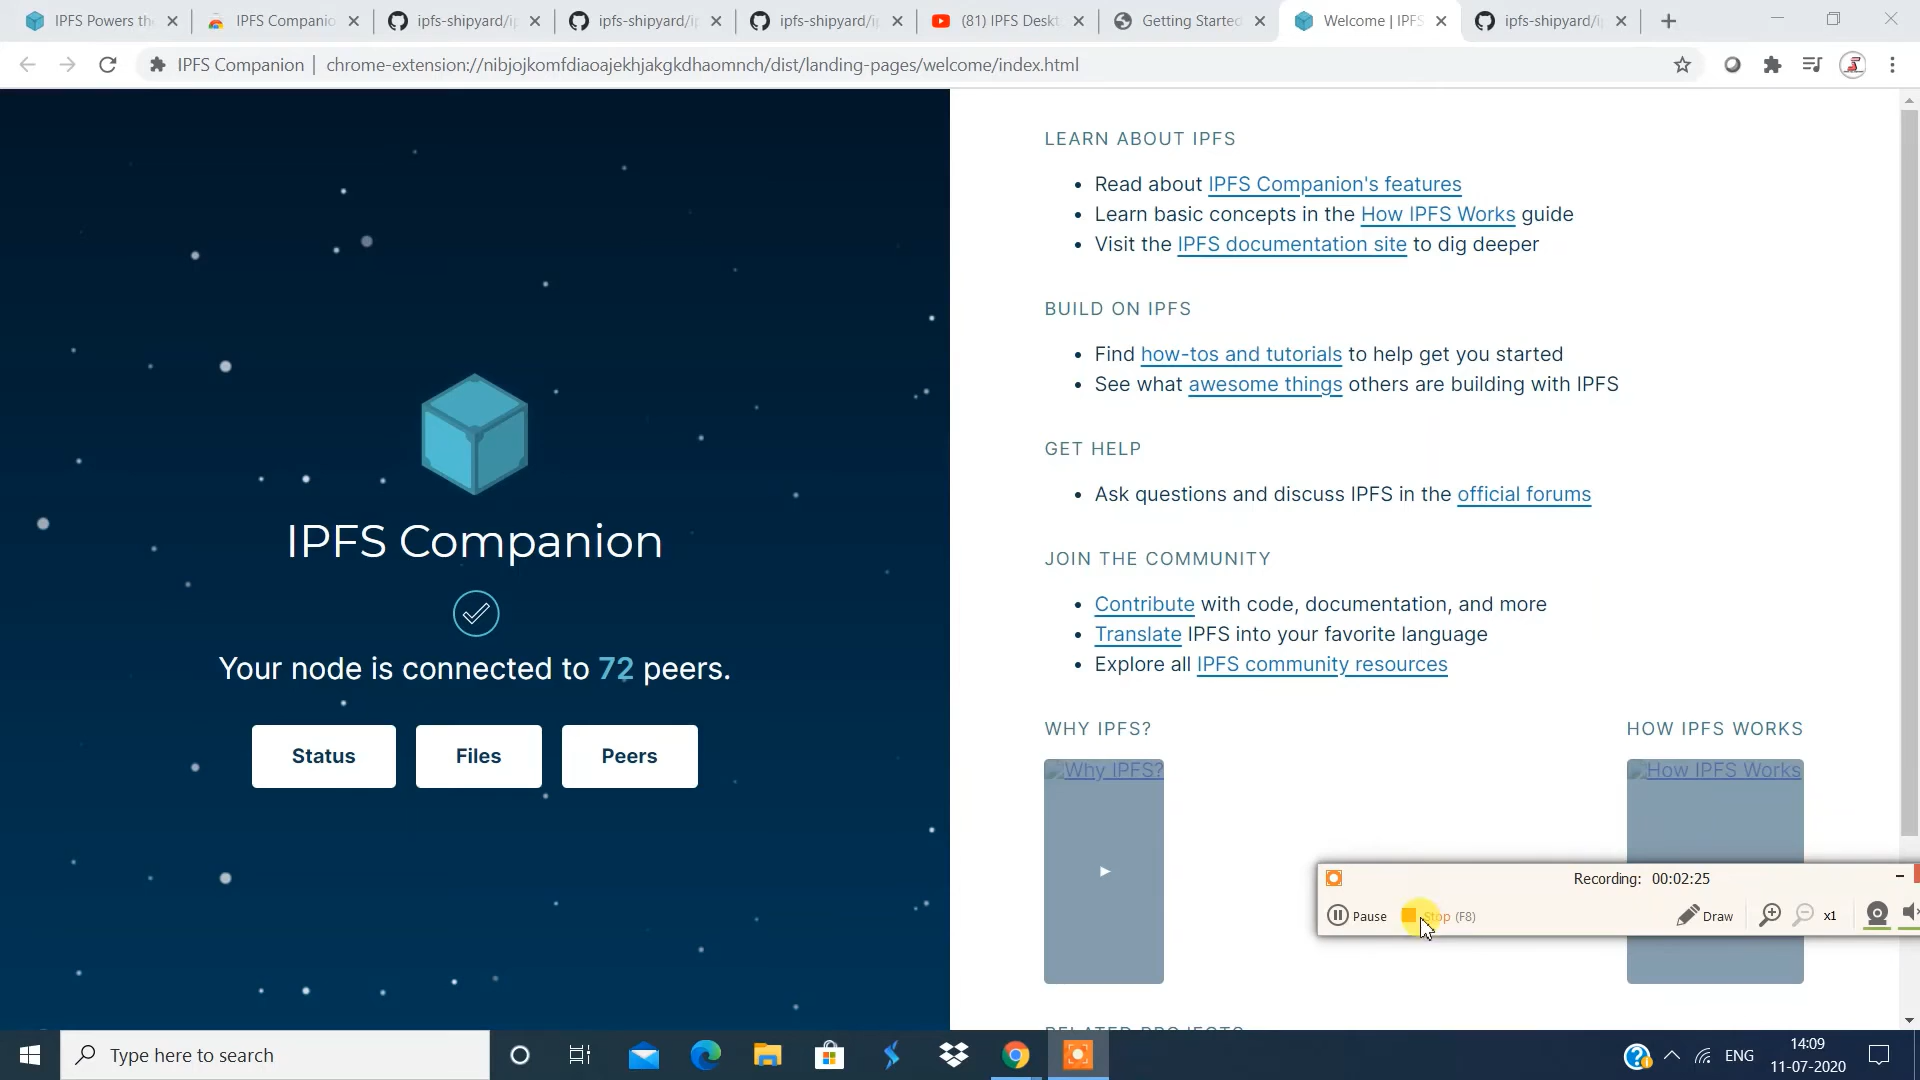 IPFS Powers the
IPFS Companio
ipfs-shipyard/i
ipfs-shipyard/i
ipfs-shipyard/i
(81) IPFS Deskt
Getting Started
Welcome | IPFS
ipfs-shipyard/i
IPFS Companion
chrome-extension://nibjojkomfdiaoajekhjakgkdhaomnch/dist/landing-pages/welcome/index.html
IPFS Companion
Your node is connected to 72 peers.
Status
Files
Peers
LEARN ABOUT IPFS
• Read about IPFS Companion's features
• Learn basic concepts in the How IPFS Works guide
• Visit the IPFS documentation site to dig deeper
BUILD ON IPFS
• Find how-tos and tutorials to help get you started
• See what awesome things others are building with IPFS
GET HELP
• Ask questions and discuss IPFS in the official forums
JOIN THE COMMUNITY
• Contribute with code, documentation, and more
• Translate IPFS into your favorite language
• Explore all IPFS community resources
WHY IPFS?
HOW IPFS WORKS
Why IPFS?
How IPFS Works
Recording: 00:02:25
Pause
Stop (F8)
Draw
x1
RELATED PROJECTS
Type here to search
ENG
14:09
11-07-2020